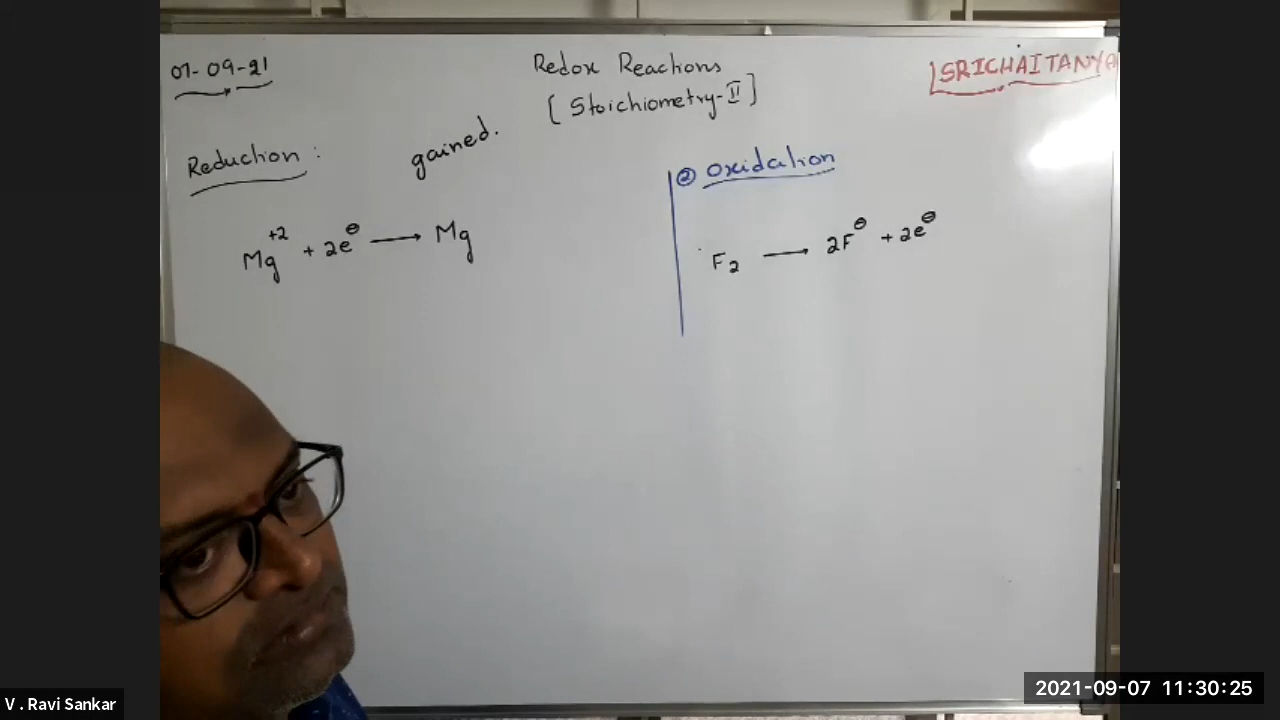 07-09-21
Redox Reactions
SRICHAITANYA
[Stoichiometry-II]
Reduction :
gained.
② Oxidation
Mg+2 + 2e⊖ → Mg
F2 → 2F⊖ + 2e⊖
V . Ravi Sankar
2021-09-07 11:30:25